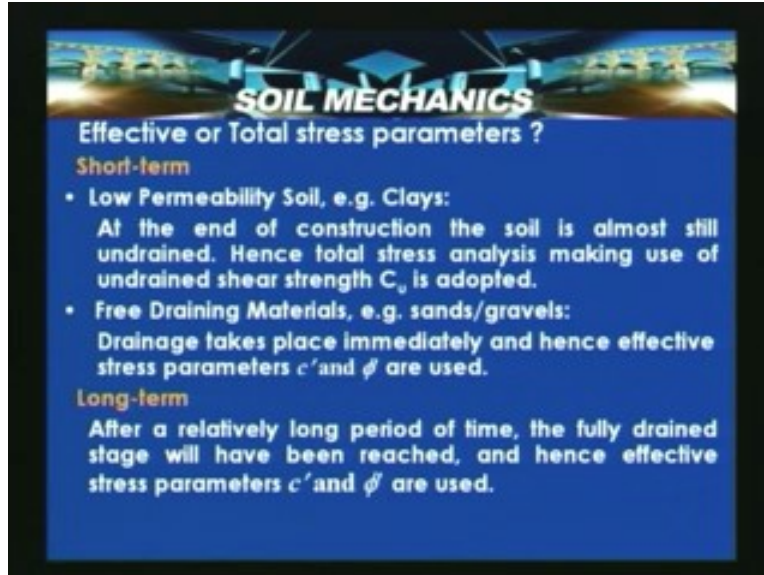 SOIL MECHANICS
Effective or Total stress parameters ?
Short-term
• Low Permeability Soil, e.g. Clays:
At the end of construction the soil is almost still
undrained. Hence total stress analysis making use of
undrained shear strength Cᵤ is adopted.
• Free Draining Materials, e.g. sands/gravels:
Drainage takes place immediately and hence effective
stress parameters c′and ϕ′ are used.
Long-term
After a relatively long period of time, the fully drained
stage will have been reached, and hence effective
stress parameters c′and ϕ′ are used.